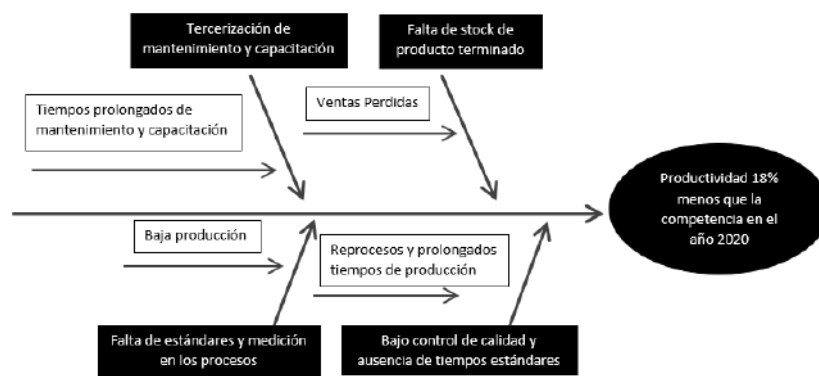 Tercerización de
mantenimiento y capacitación
Falta de stock de
producto terminado
Tiempos prolongados de
mantenimiento y capacitación
Ventas Perdidas
Productividad 18%
menos que la
competencia en el
año 2020
Baja producción
Reprocesos y prolongados
tiempos de producción
Falta de estándares y medición
en los procesos
Bajo control de calidad y
ausencia de tiempos estándares